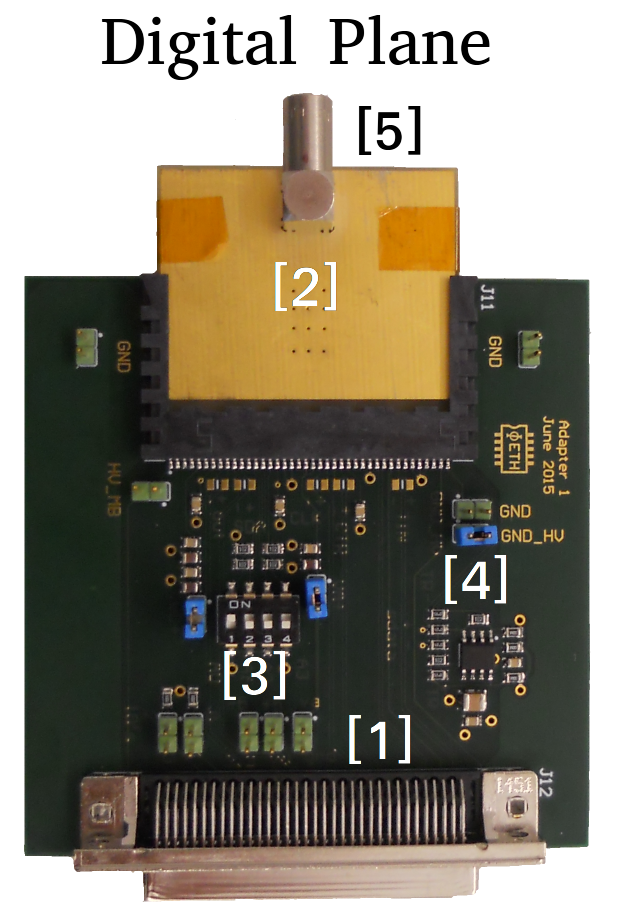 Digital Plane
[5]
[2]
J11
GND
GND
Adapter 1
June 2015
ΦETH
HV_MB
GND
GND_HV
[4]
ON
1 2 3 4
[3]
[1]
J12